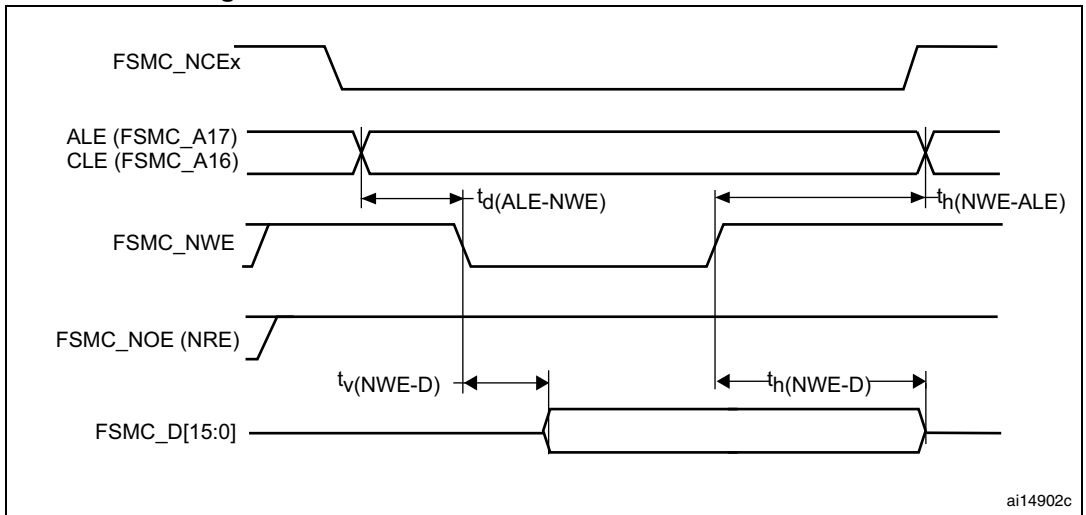 FSMC_NCEx
ALE (FSMC_A17)
CLE (FSMC_A16)
td(ALE-NWE)
th(NWE-ALE)
FSMC_NWE
FSMC_NOE (NRE)
tv(NWE-D)
th(NWE-D)
FSMC_D[15:0]
ai14902c